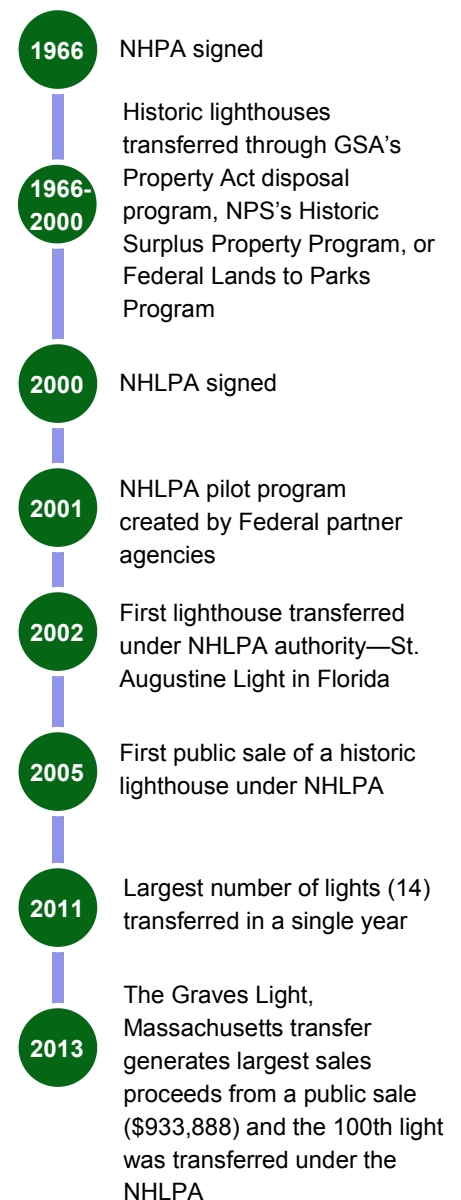 1966
NHPA signed
1966-
2000
Historic lighthouses
transferred through GSA’s
Property Act disposal
program, NPS’s Historic
Surplus Property Program, or
Federal Lands to Parks
Program
2000
NHLPA signed
2001
NHLPA pilot program
created by Federal partner
agencies
2002
First lighthouse transferred
under NHLPA authority—St.
Augustine Light in Florida
2005
First public sale of a historic
lighthouse under NHLPA
2011
Largest number of lights (14)
transferred in a single year
2013
The Graves Light,
Massachusetts transfer
generates largest sales
proceeds from a public sale
($933,888) and the 100th light
was transferred under the
NHLPA